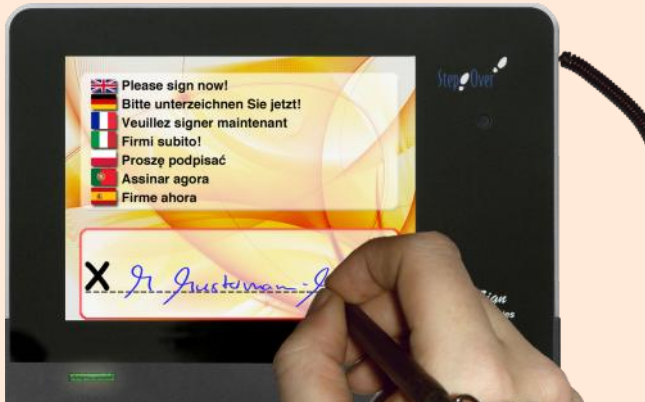 StepOver
Please sign now!
Bitte unterzeichnen Sie jetzt!
Veuillez signer maintenant
Firmi subito!
Proszę podpisać
Assinar agora
Firme ahora
X M Mustermann-